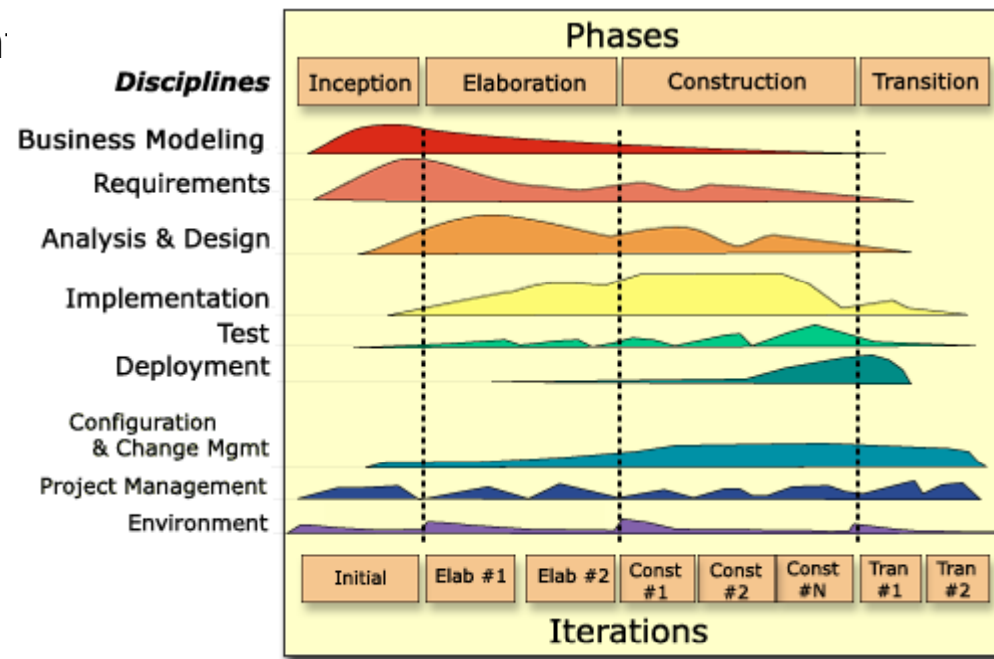 Phases
Disciplines
Inception
Elaboration
Construction
Transition
Business Modeling
Requirements
Analysis & Design
Implementation
Test
Deployment
Configuration
& Change Mgmt
Project Management
Environment
Initial
Elab #1
Elab #2
Const
#1
Const
#2
Const
#N
Tran
#1
Tran
#2
Iterations